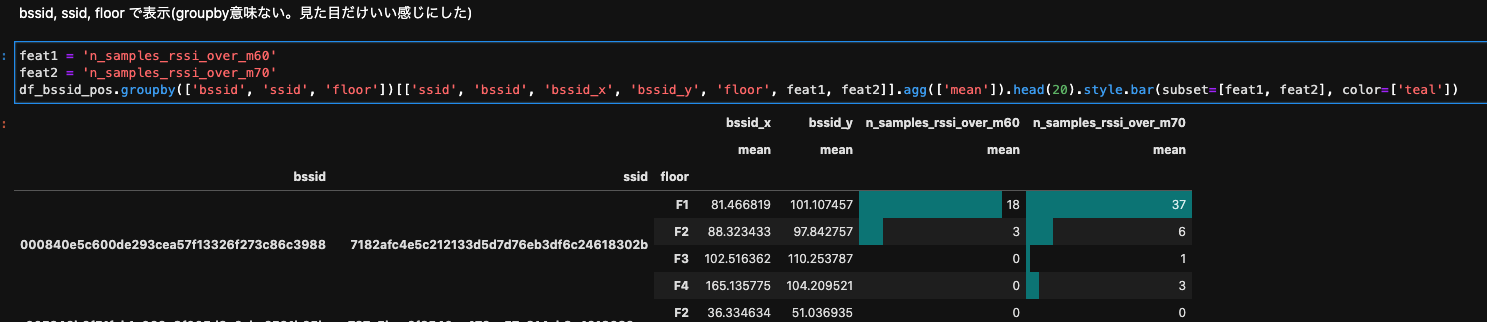 bssid, ssid, floor で表示(groupby意味ない。見た目だけいい感じにした)
:
feat1 = 'n_samples_rssi_over_m60'
feat2 = 'n_samples_rssi_over_m70'
df_bssid_pos.groupby(['bssid', 'ssid', 'floor'])[['ssid', 'bssid', 'bssid_x', 'bssid_y', 'floor', feat1, feat2]].agg(['mean']).head(20).style.bar(subset=[feat1, feat2], color=['teal'])
:
bssid_x bssid_y n_samples_rssi_over_m60 n_samples_rssi_over_m70
mean mean mean mean
bssid ssid floor
F1 81.466819 101.107457 18 37
F2 88.323433 97.842757 3 6
000840e5c600de293cea57f13326f273c86c3988 7182afc4e5c212133d5d7d76eb3df6c24618302b
F3 102.516362 110.253787 0 1
F4 165.135775 104.209521 0 3
F2 36.334634 51.036935 0 0